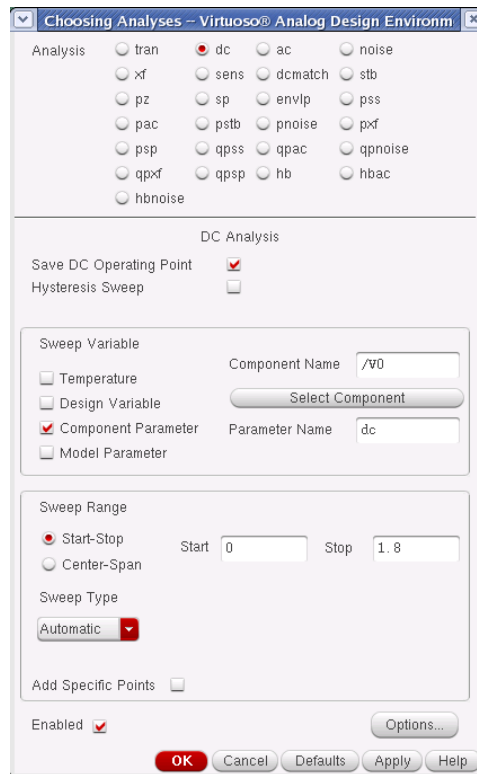 Choosing Analyses -- Virtuoso® Analog Design Environm
Analysis tran dc ac noise
xf sens dcmatch stb
pz sp envlp pss
pac pstb pnoise pxf
psp qpss qpac qpnoise
qpxf qpsp hb hbac
hbnoise
DC Analysis
Save DC Operating Point
Hysteresis Sweep
Sweep Variable
Component Name /V0
Temperature
Select Component
Design Variable
Component Parameter Parameter Name dc
Model Parameter
Sweep Range
Start-Stop Start 0 Stop 1.8
Center-Span
Sweep Type
Automatic
Add Specific Points
Enabled Options...
OK Cancel Defaults Apply Help